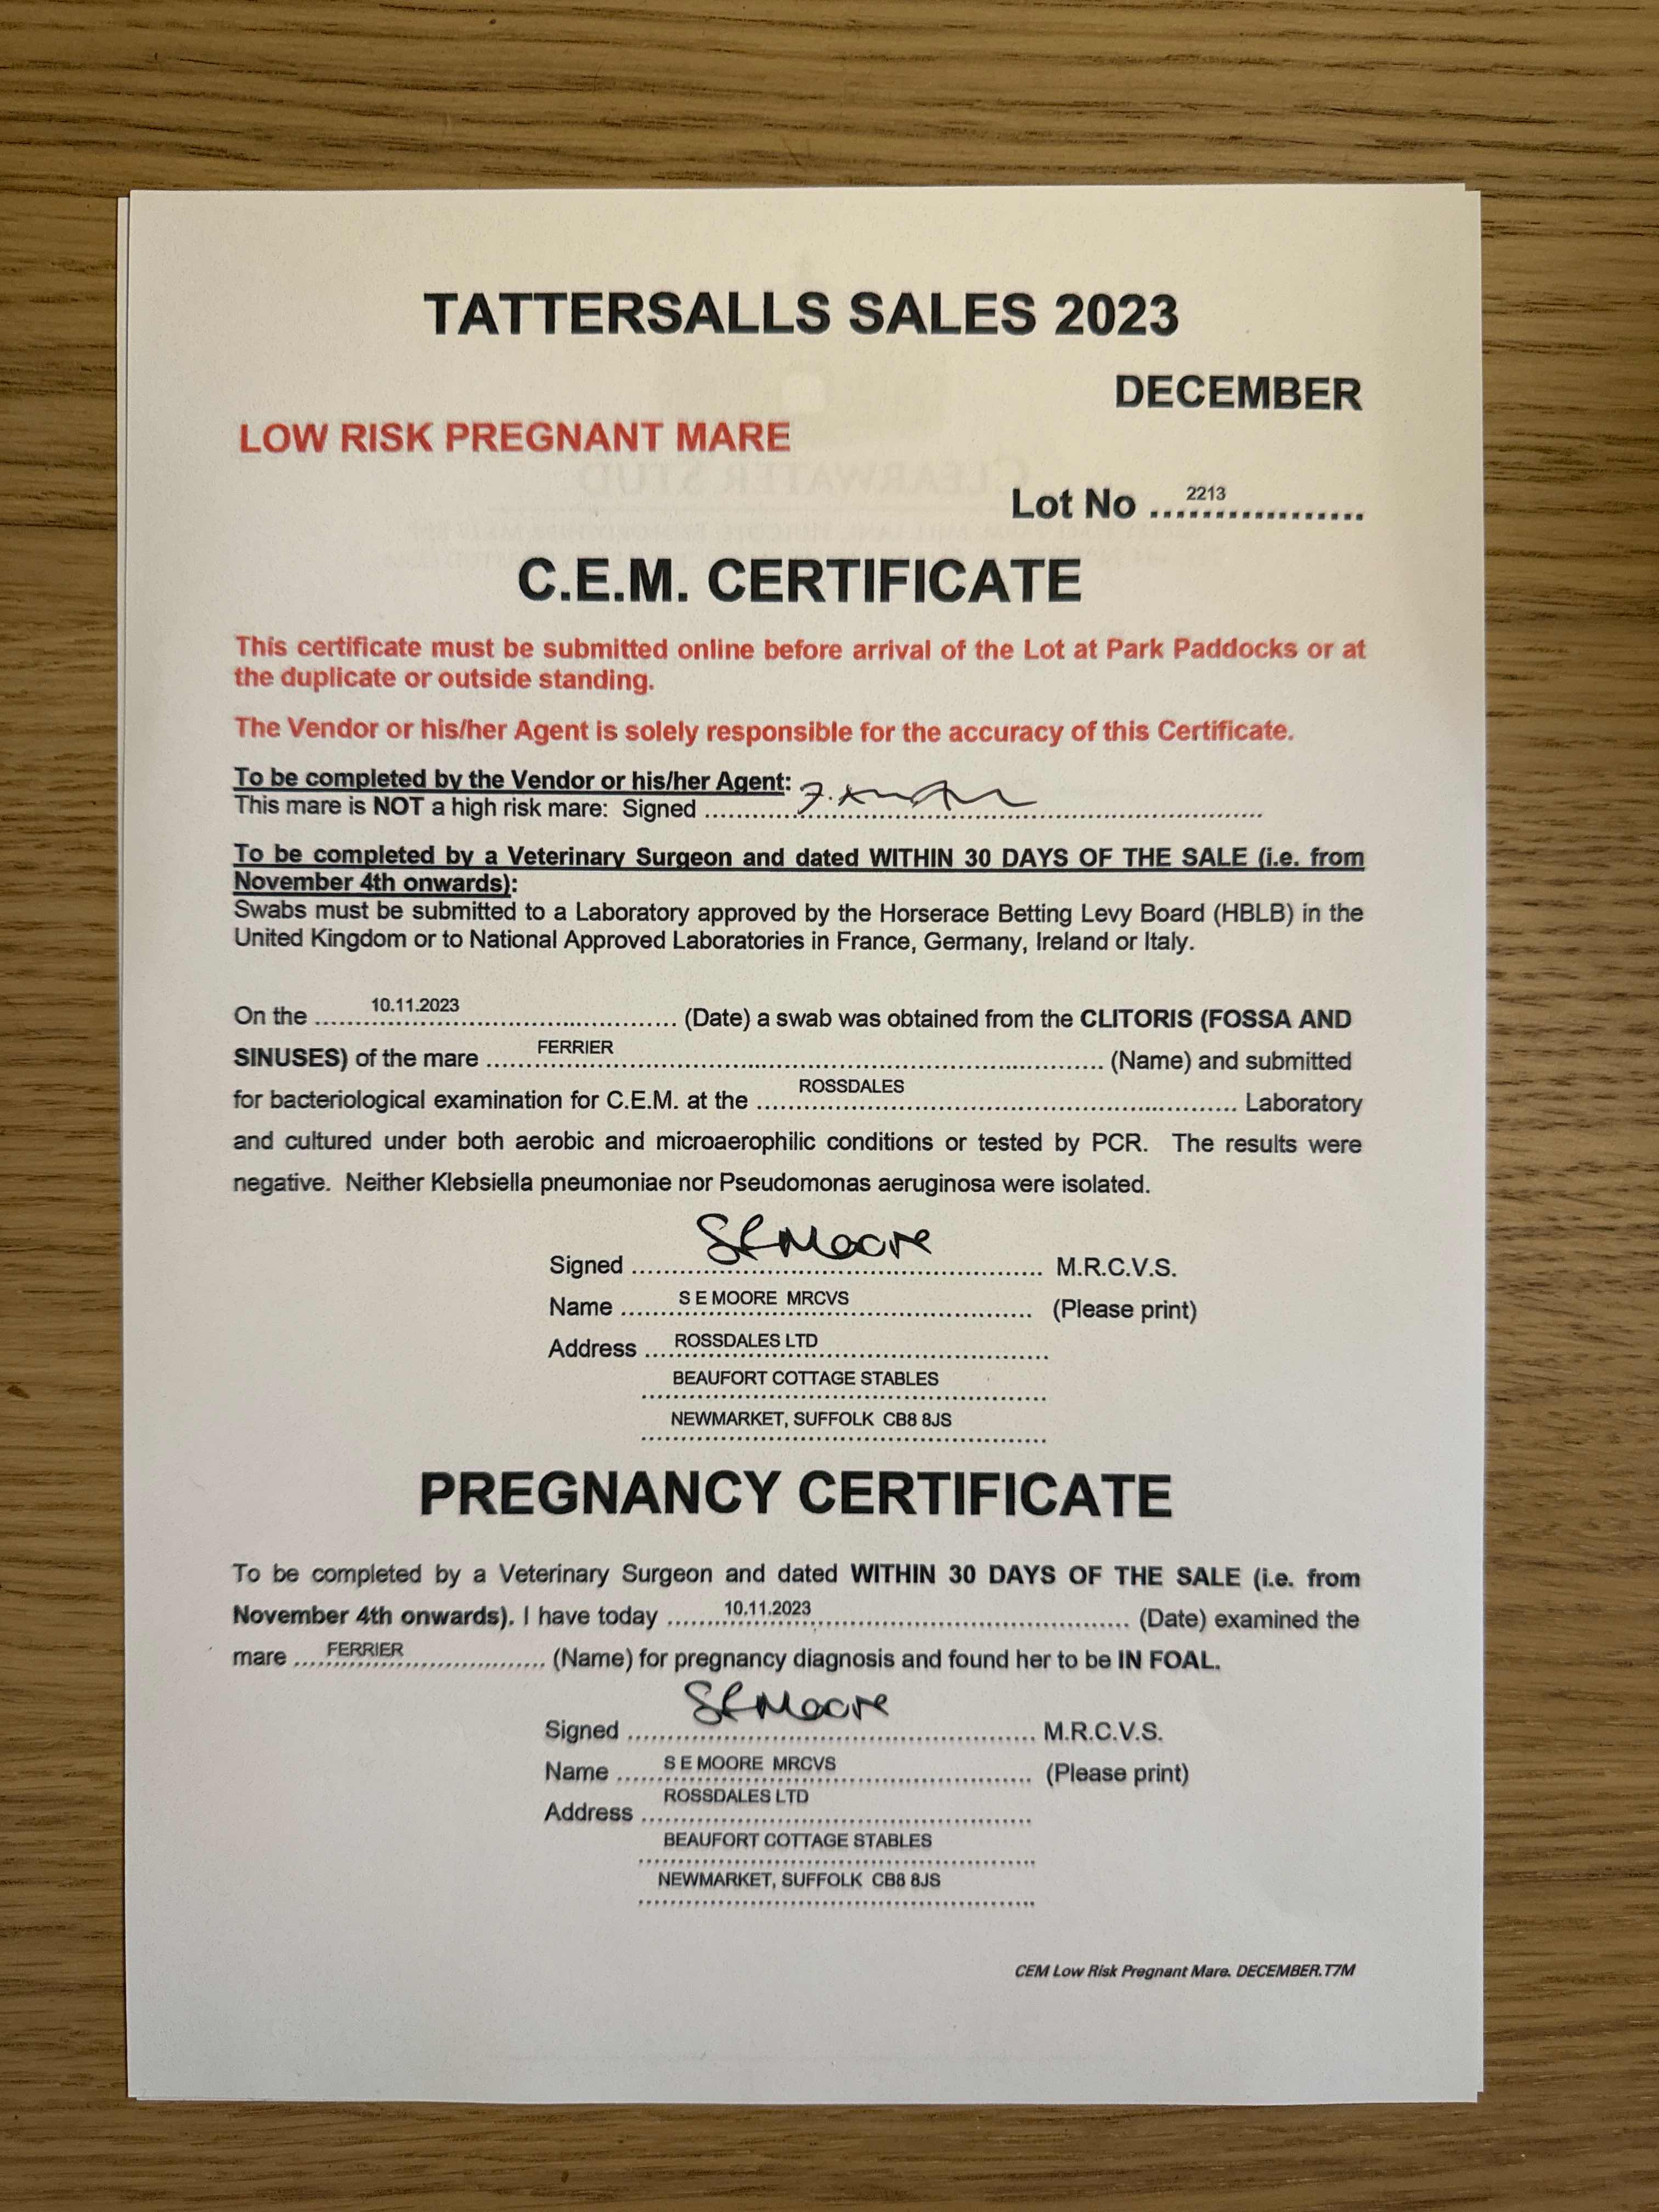 TATTERSALLS SALES 2023
DECEMBER
LOW RISK PREGNANT MARE
CLEARWATER STUD
Lot No ................. 2213
C.E.M. CERTIFICATE
This certificate must be submitted online before arrival of the Lot at Park Paddocks or at
the duplicate or outside standing.
The Vendor or his/her Agent is solely responsible for the accuracy of this Certificate.
To be completed by the Vendor or his/her Agent:
This mare is NOT a high risk mare: Signed
To be completed by a Veterinary Surgeon and dated WITHIN 30 DAYS OF THE SALE (i.e. from
November 4th onwards):
Swabs must be submitted to a Laboratory approved by the Horserace Betting Levy Board (HBLB) in the
United Kingdom or to National Approved Laboratories in France, Germany, Ireland or Italy.
On the 10.11.2023 (Date) a swab was obtained from the CLITORIS (FOSSA AND
SINUSES) of the mare FERRIER (Name) and submitted
for bacteriological examination for C.E.M. at the ROSSDALES Laboratory
and cultured under both aerobic and microaerophilic conditions or tested by PCR. The results were
negative. Neither Klebsiella pneumoniae nor Pseudomonas aeruginosa were isolated.
Signed SEMoore M.R.C.V.S.
Name S E MOORE MRCVS (Please print)
Address ROSSDALES LTD
BEAUFORT COTTAGE STABLES
NEWMARKET, SUFFOLK CB8 8JS
PREGNANCY CERTIFICATE
To be completed by a Veterinary Surgeon and dated WITHIN 30 DAYS OF THE SALE (i.e. from
November 4th onwards). I have today 10.11.2023 (Date) examined the
mare FERRIER (Name) for pregnancy diagnosis and found her to be IN FOAL.
Signed SEMoore M.R.C.V.S.
Name S E MOORE MRCVS (Please print)
Address ROSSDALES LTD
BEAUFORT COTTAGE STABLES
NEWMARKET, SUFFOLK CB8 8JS
CEM Low Risk Pregnant Mare. DECEMBER.T7M